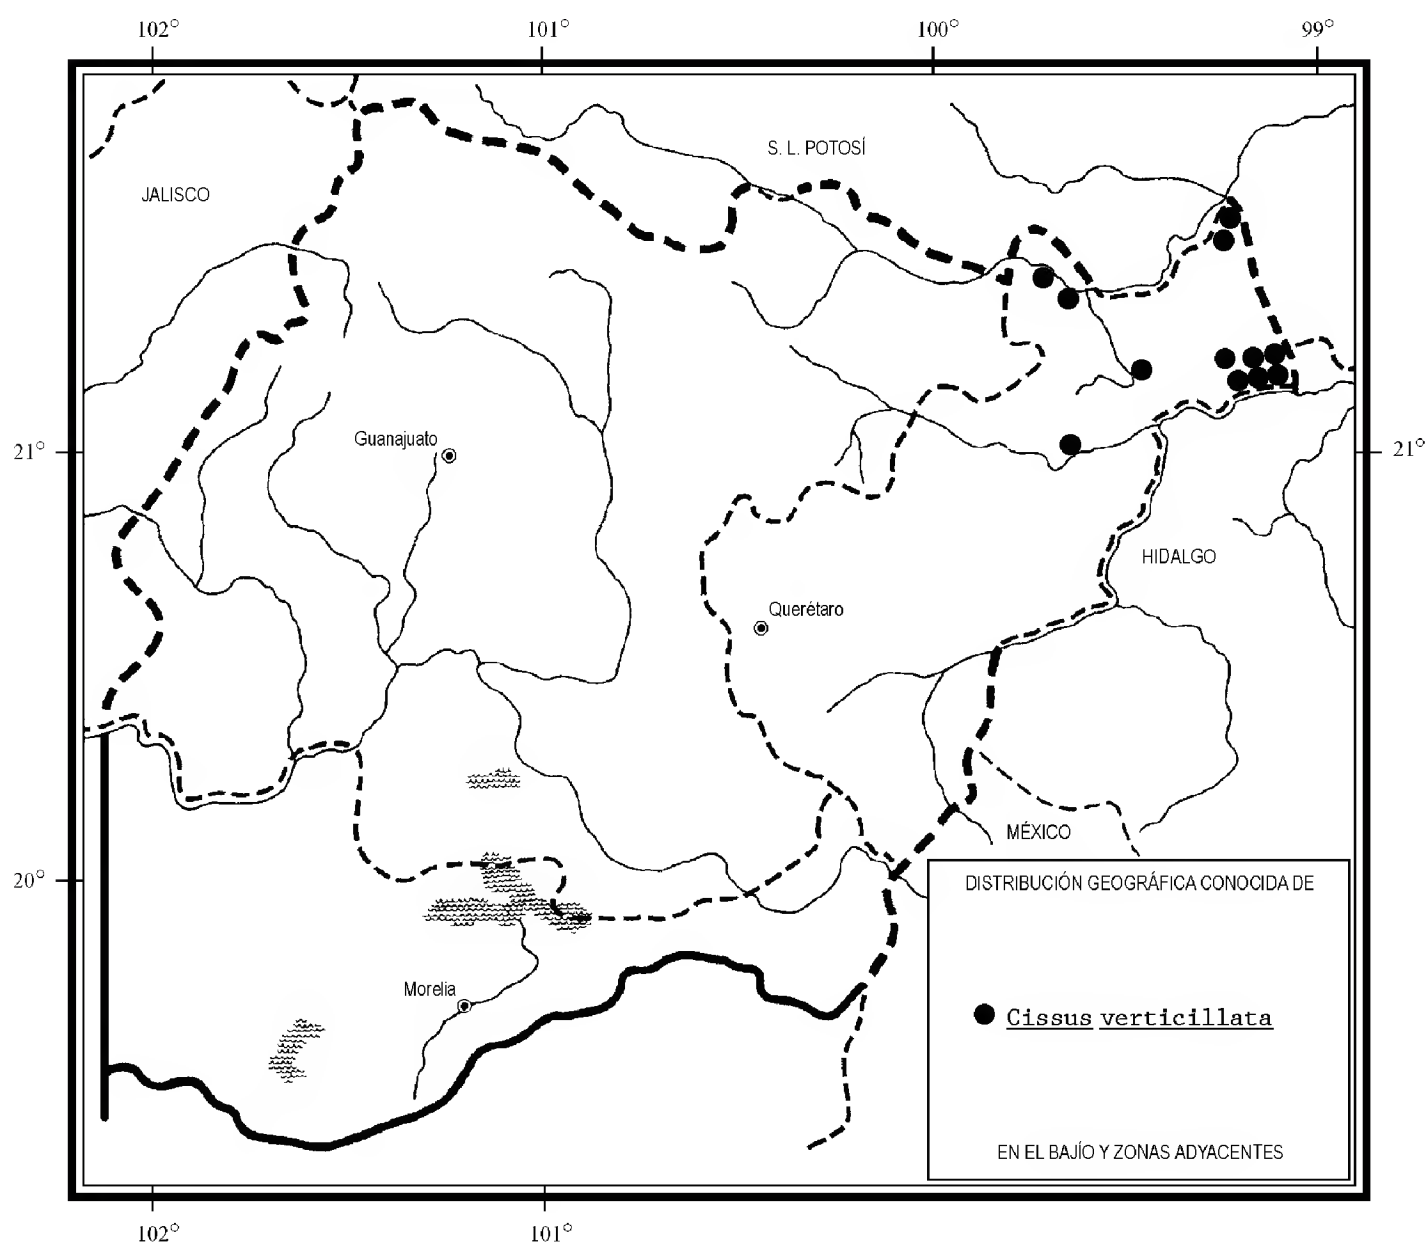 102° 101° 100° 99°
S. L. POTOSÍ
JALISCO
Guanajuato
21° 21°
HIDALGO
Querétaro
MÉXICO
20°
DISTRIBUCIÓN GEOGRÁFICA CONOCIDA DE
Morelia
Cissus verticillata
EN EL BAJÍO Y ZONAS ADYACENTES
102° 101°